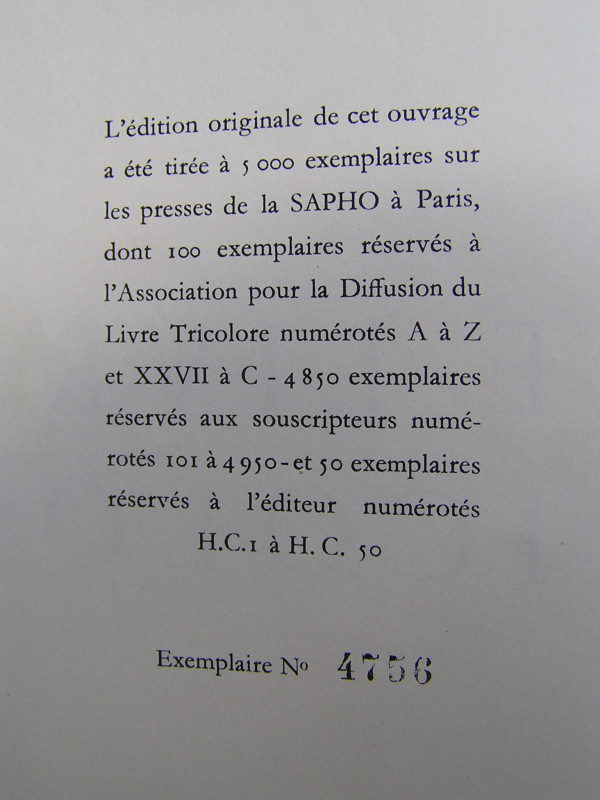 L'édition originale de cet ouvrage
a été tirée à 5 000 exemplaires sur
les presses de la SAPHO à Paris,
dont 100 exemplaires réservés à
l'Association pour la Diffusion du
Livre Tricolore numérotés A à Z
et XXVII à C - 4 850 exemplaires
réservés aux souscripteurs numé-
rotés 101 à 4 950 - et 50 exemplaires
réservés à l'éditeur numérotés
H.C.1 à H. C. 50
Exemplaire Nº 4756